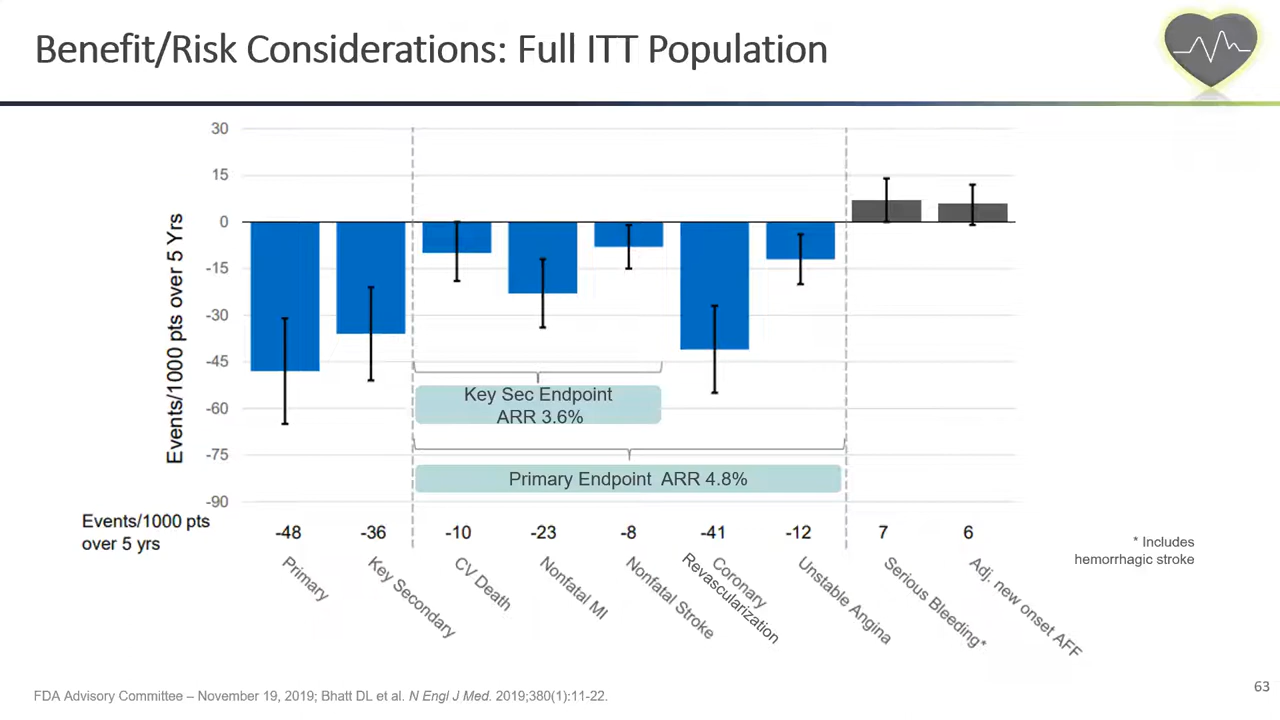 Benefit/Risk Considerations: Full ITT Population
Events/1000 pts over 5 Yrs
30
15
0
-15
-30
-45
-60
-75
-90
Key Sec Endpoint
ARR 3.6%
Primary Endpoint ARR 4.8%
Events/1000 pts
over 5 yrs
-48
-36
-10
-23
-8
-41
-12
7
6
Primary
Key Secondary
CV Death
Nonfatal MI
Nonfatal Stroke
Coronary
Revascularization
Unstable Angina
Serious Bleeding*
Adj. new onset AFF
* Includes
hemorrhagic stroke
FDA Advisory Committee – November 19, 2019; Bhatt DL et al. N Engl J Med. 2019;380(1):11-22.
63